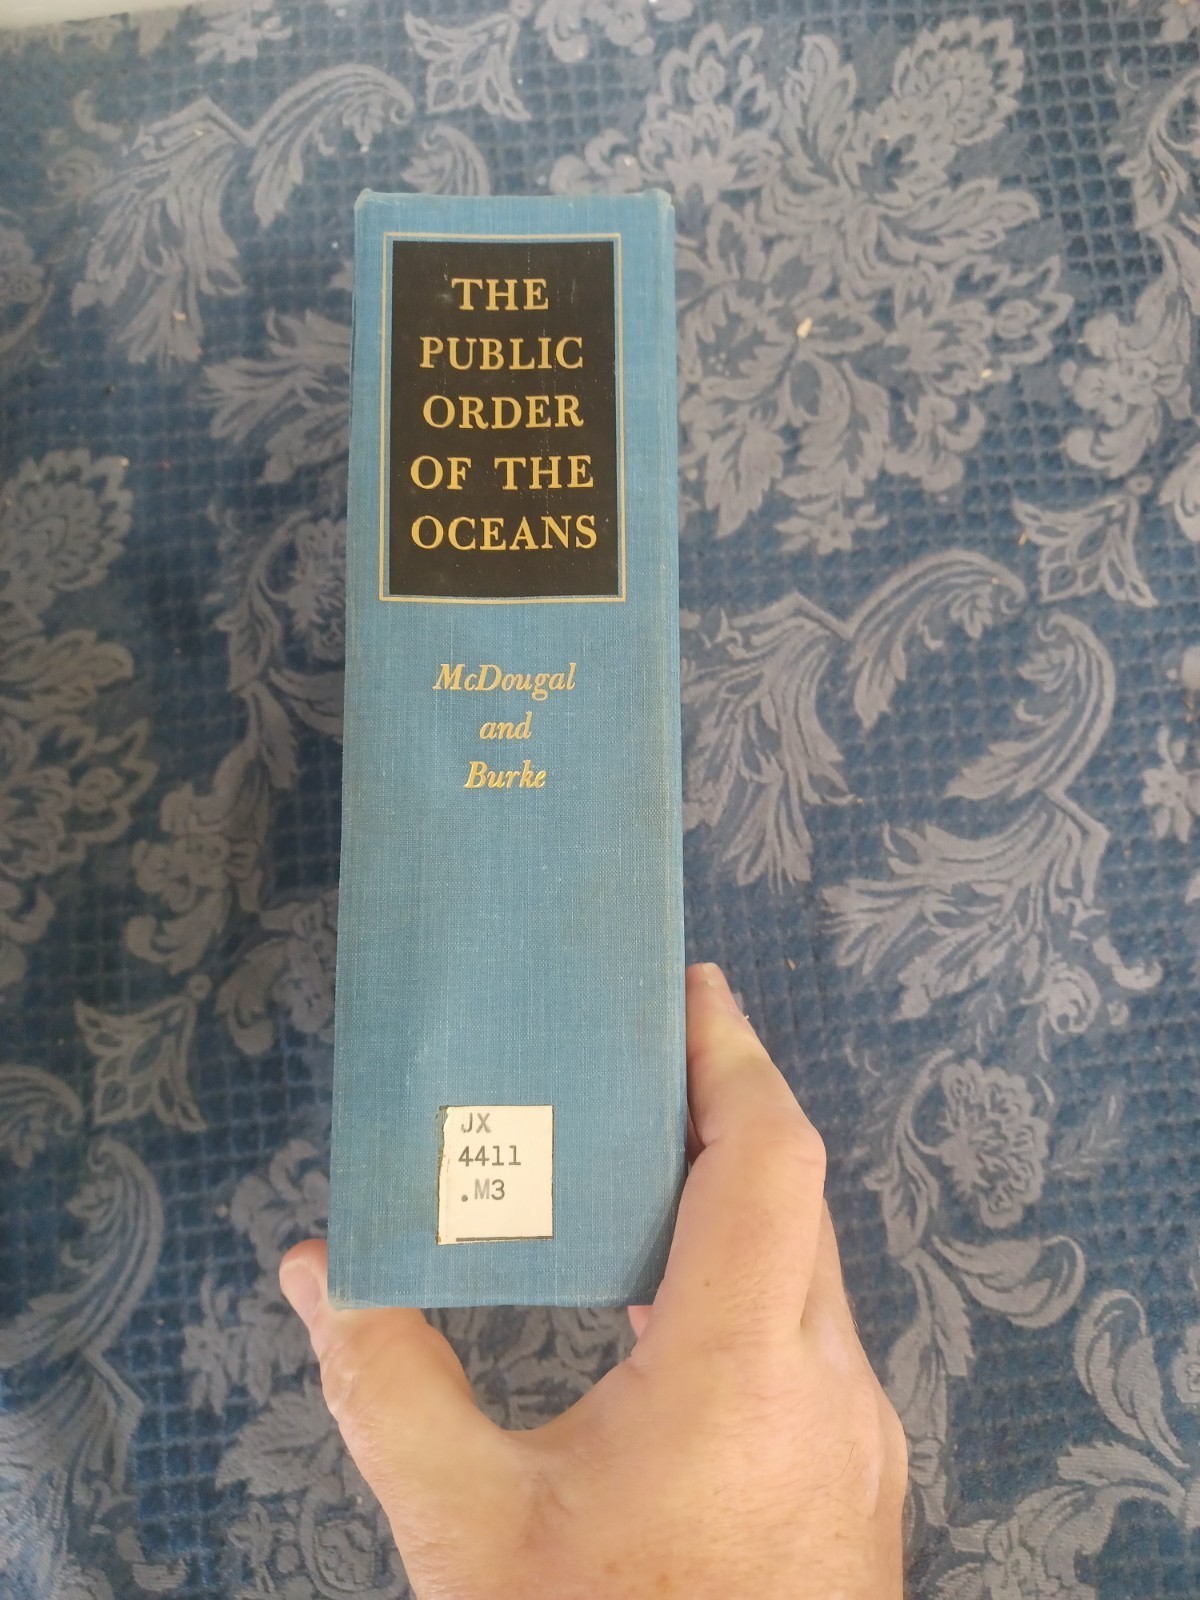 THE
PUBLIC
ORDER
OF THE
OCEANS
McDougal
and
Burke
JX
4411
.M3